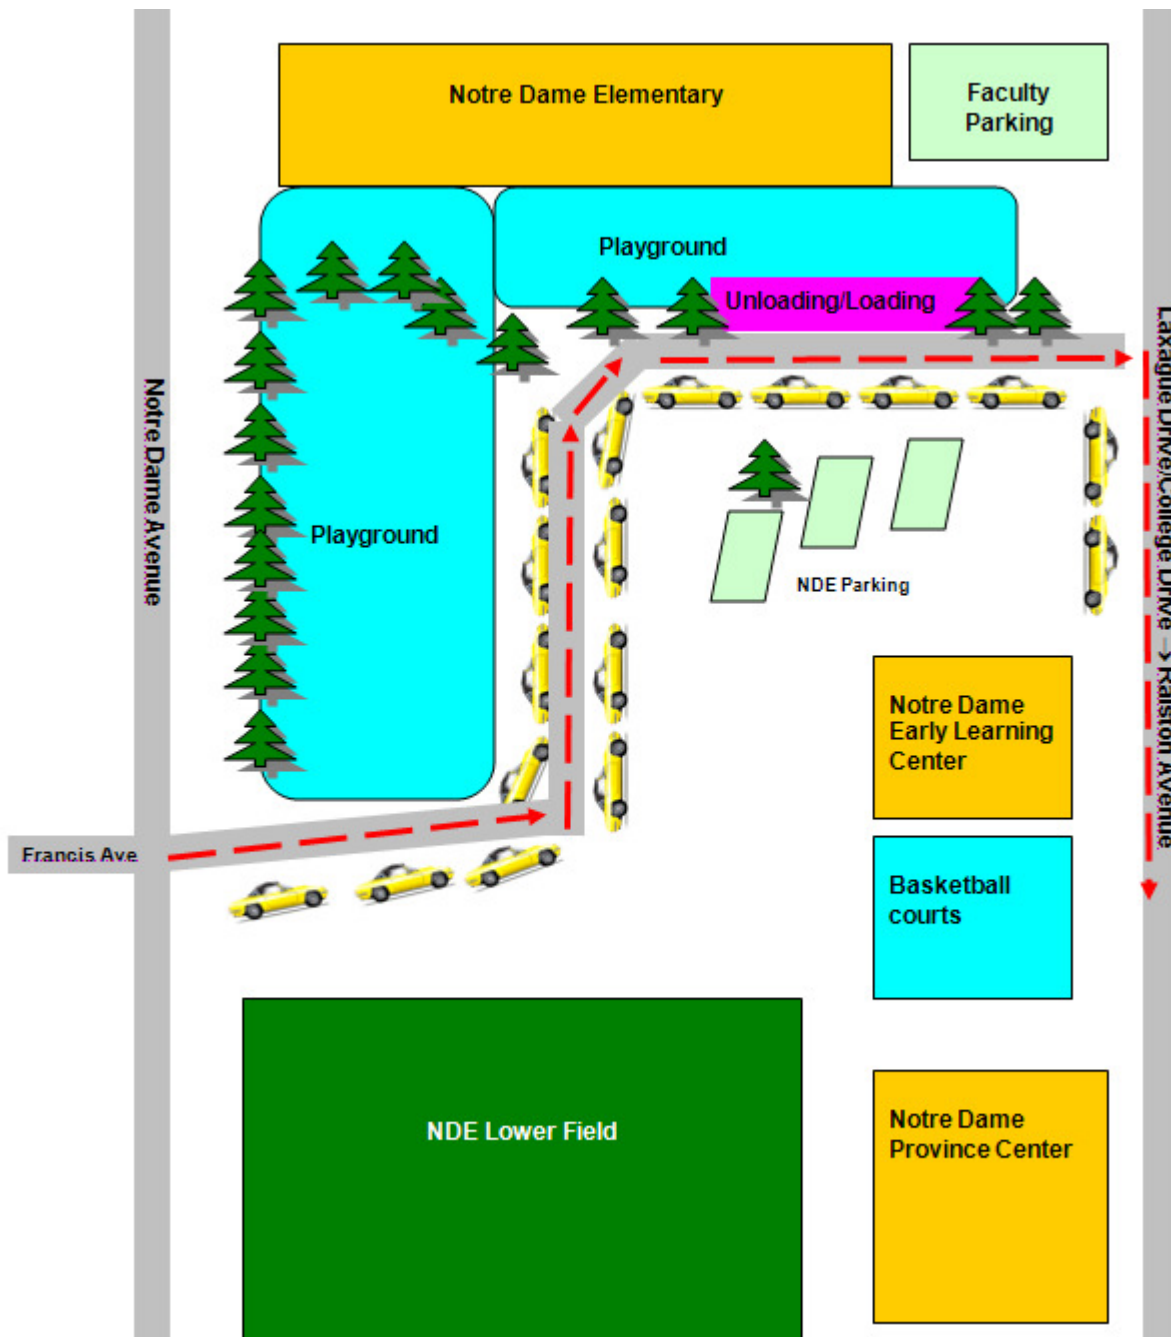 Notre Dame Elementary
Faculty
Parking
Playground
Unloading/Loading
Notre Dame Avenue
Playground
NDE Parking
Laxague Drive/College Drive → Ralston Avenue
Notre Dame
Early Learning
Center
Francis Ave
Basketball
courts
NDE Lower Field
Notre Dame
Province Center